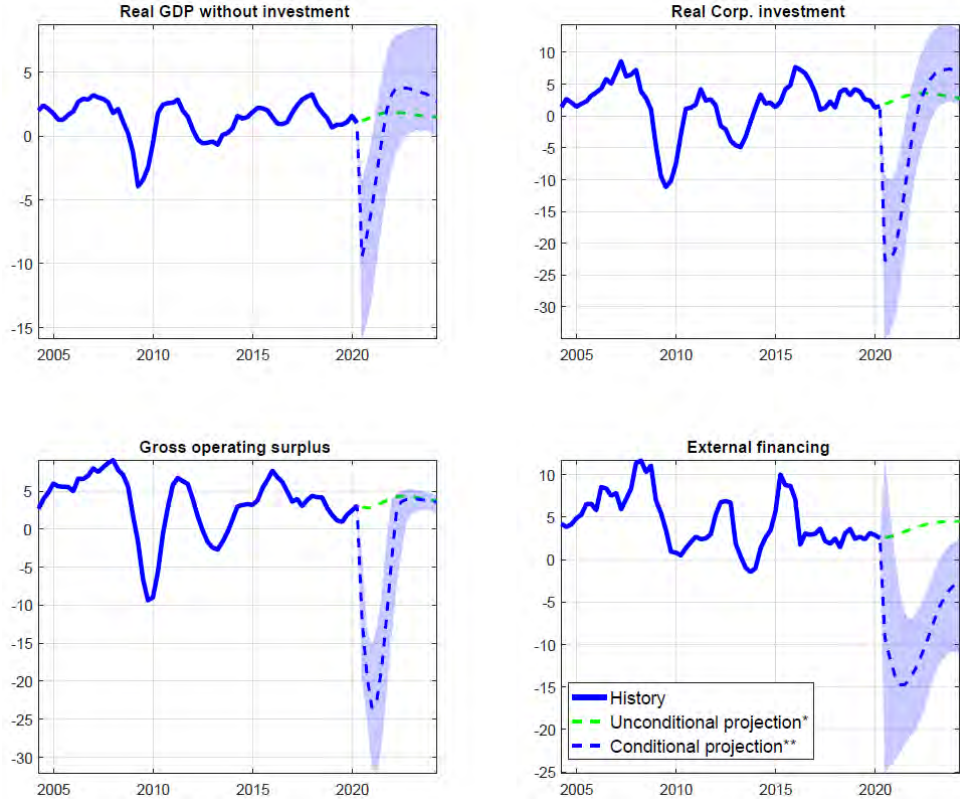 Real GDP without investment
5
0
-5
-10
-15
2005 2010 2015 2020
Real Corp. investment
10
5
0
-5
-10
-15
-20
-25
-30
2005 2010 2015 2020
Gross operating surplus
5
0
-5
-10
-15
-20
-25
-30
2005 2010 2015 2020
External financing
10
5
0
-5
-10
-15
-20
-25
2005 2010 2015 2020
History
Unconditional projection*
Conditional projection**